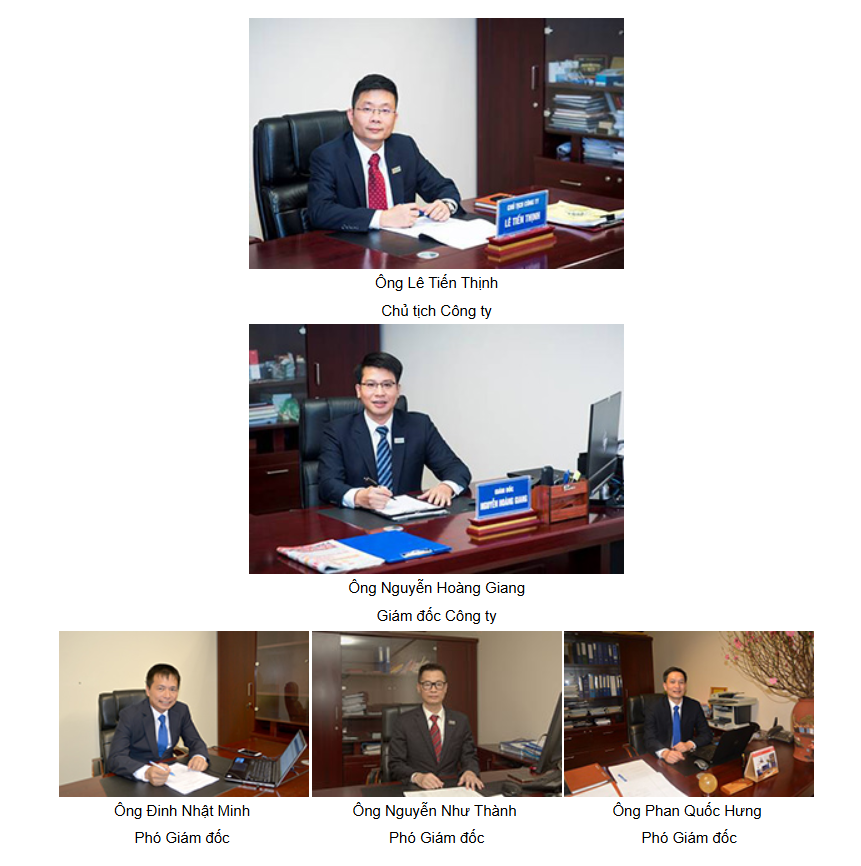 CHỦ TỊCH CÔNG TY
LÊ TIẾN THỊNH
Ông Lê Tiến Thịnh
Chủ tịch Công ty
GIÁM ĐỐC
NGUYỄN HOÀNG GIANG
Ông Nguyễn Hoàng Giang
Giám đốc Công ty
Ông Đinh Nhật Minh
Ông Nguyễn Như Thành
Ông Phan Quốc Hưng
Phó Giám đốc
Phó Giám đốc
Phó Giám đốc